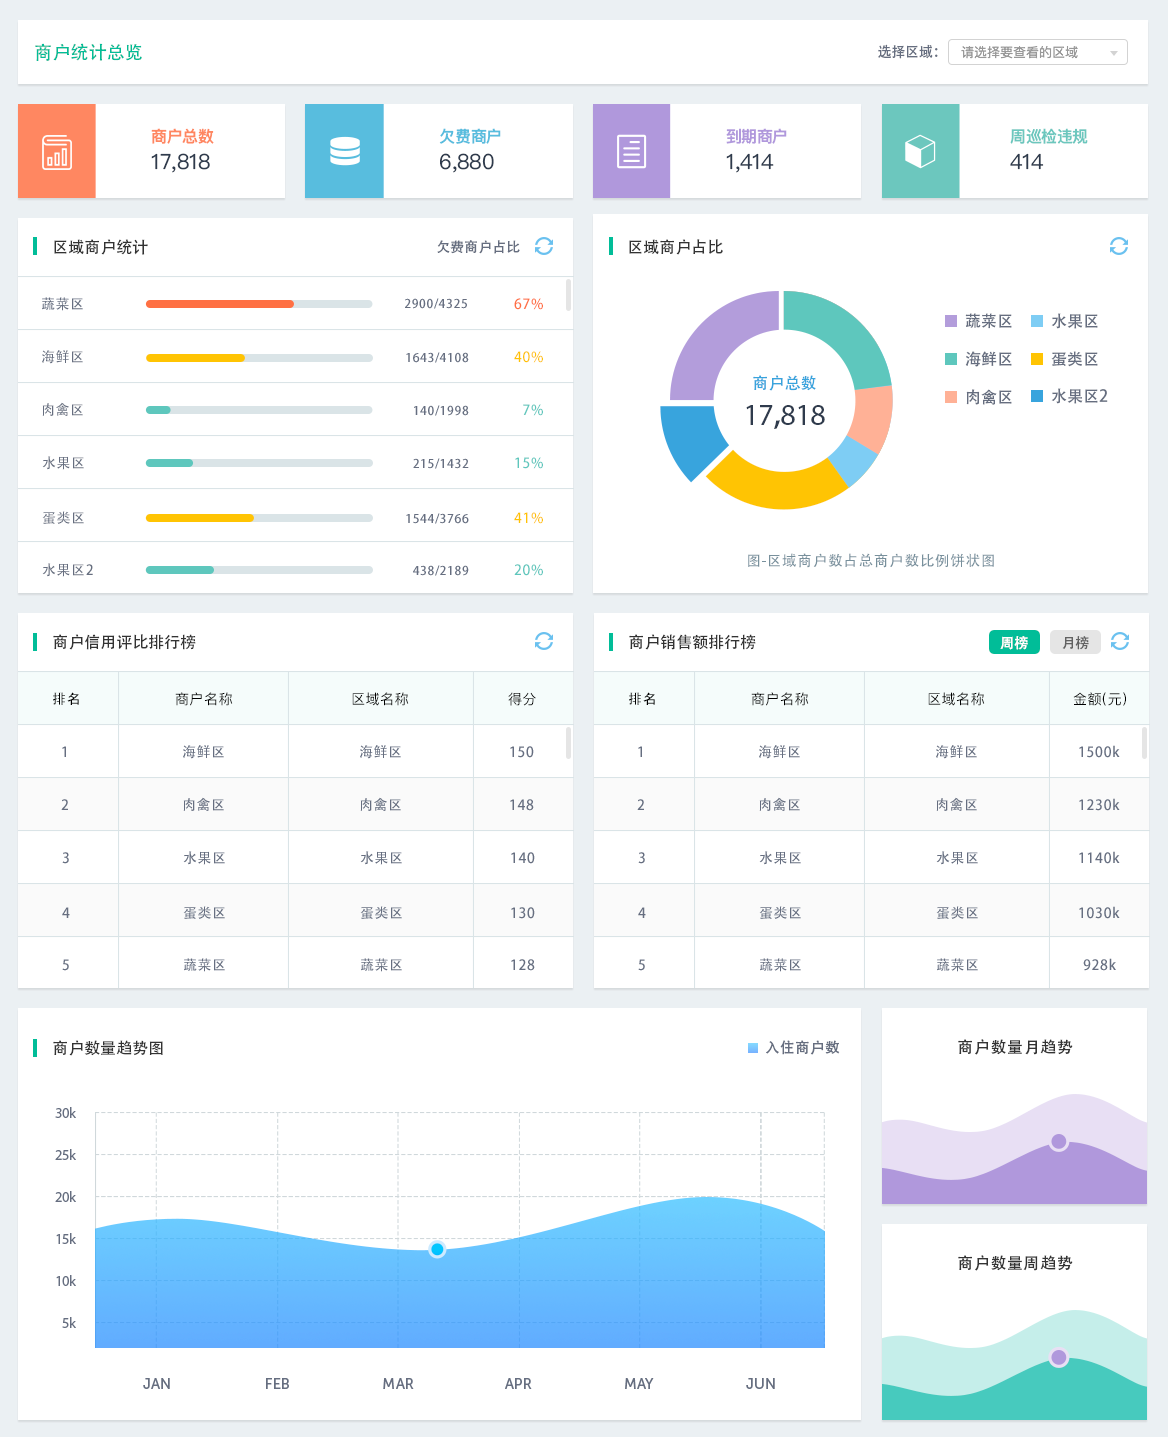 商户统计总览
选择区域：
请选择要查看的区域
商户总数
17,818
欠费商户
6,880
到期商户
1,414
周巡检违规
414
区域商户统计
欠费商户占比
蔬菜区 2900/4325 67%
海鲜区 1643/4108 40%
肉禽区 140/1998 7%
水果区 215/1432 15%
蛋类区 1544/3766 41%
水果区2 438/2189 20%
区域商户占比
商户总数
17,818
蔬菜区 水果区
海鲜区 蛋类区
肉禽区 水果区2
图-区域商户数占总商户数比例饼状图
商户信用评比排行榜
排名 商户名称 区域名称 得分
1 海鲜区 海鲜区 150
2 肉禽区 肉禽区 148
3 水果区 水果区 140
4 蛋类区 蛋类区 130
5 蔬菜区 蔬菜区 128
商户销售额排行榜
周榜 月榜
排名 商户名称 区域名称 金额(元)
1 海鲜区 海鲜区 1500k
2 肉禽区 肉禽区 1230k
3 水果区 水果区 1140k
4 蛋类区 蛋类区 1030k
5 蔬菜区 蔬菜区 928k
商户数量趋势图
入住商户数
30k
25k
20k
15k
10k
5k
JAN FEB MAR APR MAY JUN
商户数量月趋势
商户数量周趋势